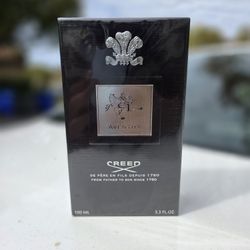 CREED
DE PÈRE EN FILS DEPUIS 1760
FROM FATHER TO SON SINCE 1760
100 ml 3.3 FL.OZ